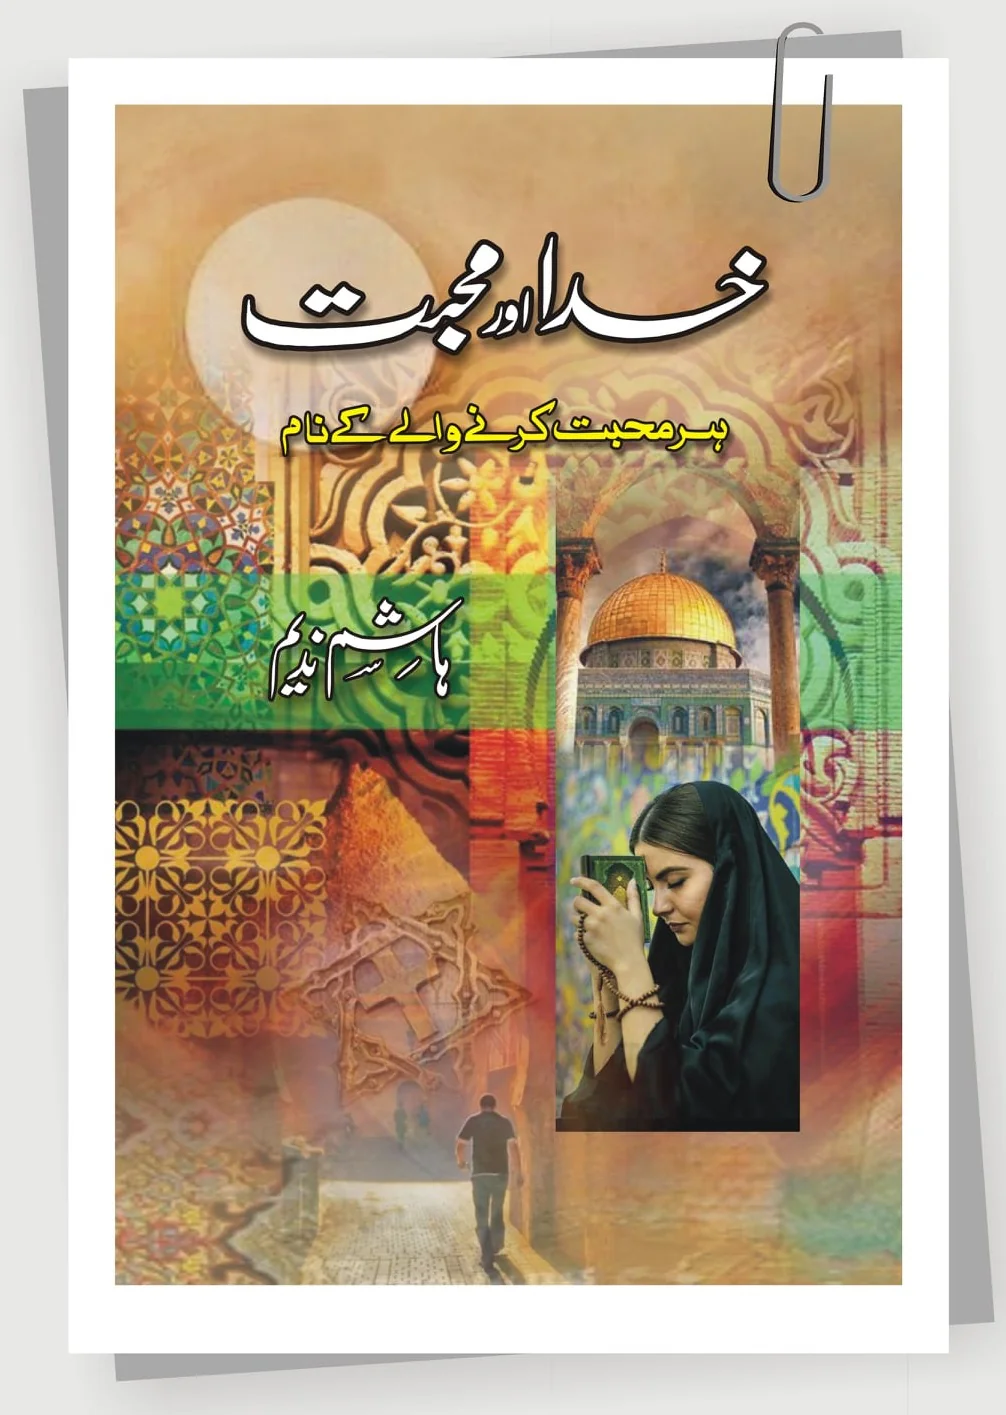 خدا اور محبت
ہر محبت کرنے والے کے نام
ہاشم ندیم